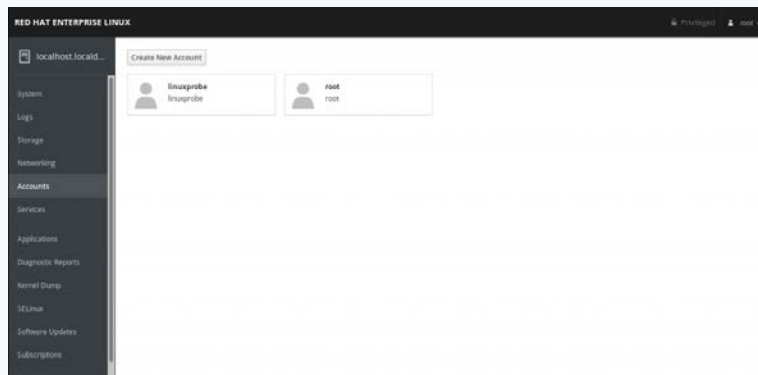 RED HAT ENTERPRISE LINUX
Privileged
root
localhost.locald...
Create New Account
linuxprobe
linuxprobe
root
root
System
Logs
Storage
Networking
Accounts
Services
Applications
Diagnostic Reports
Kernel Dump
SELinux
Software Updates
Subscriptions